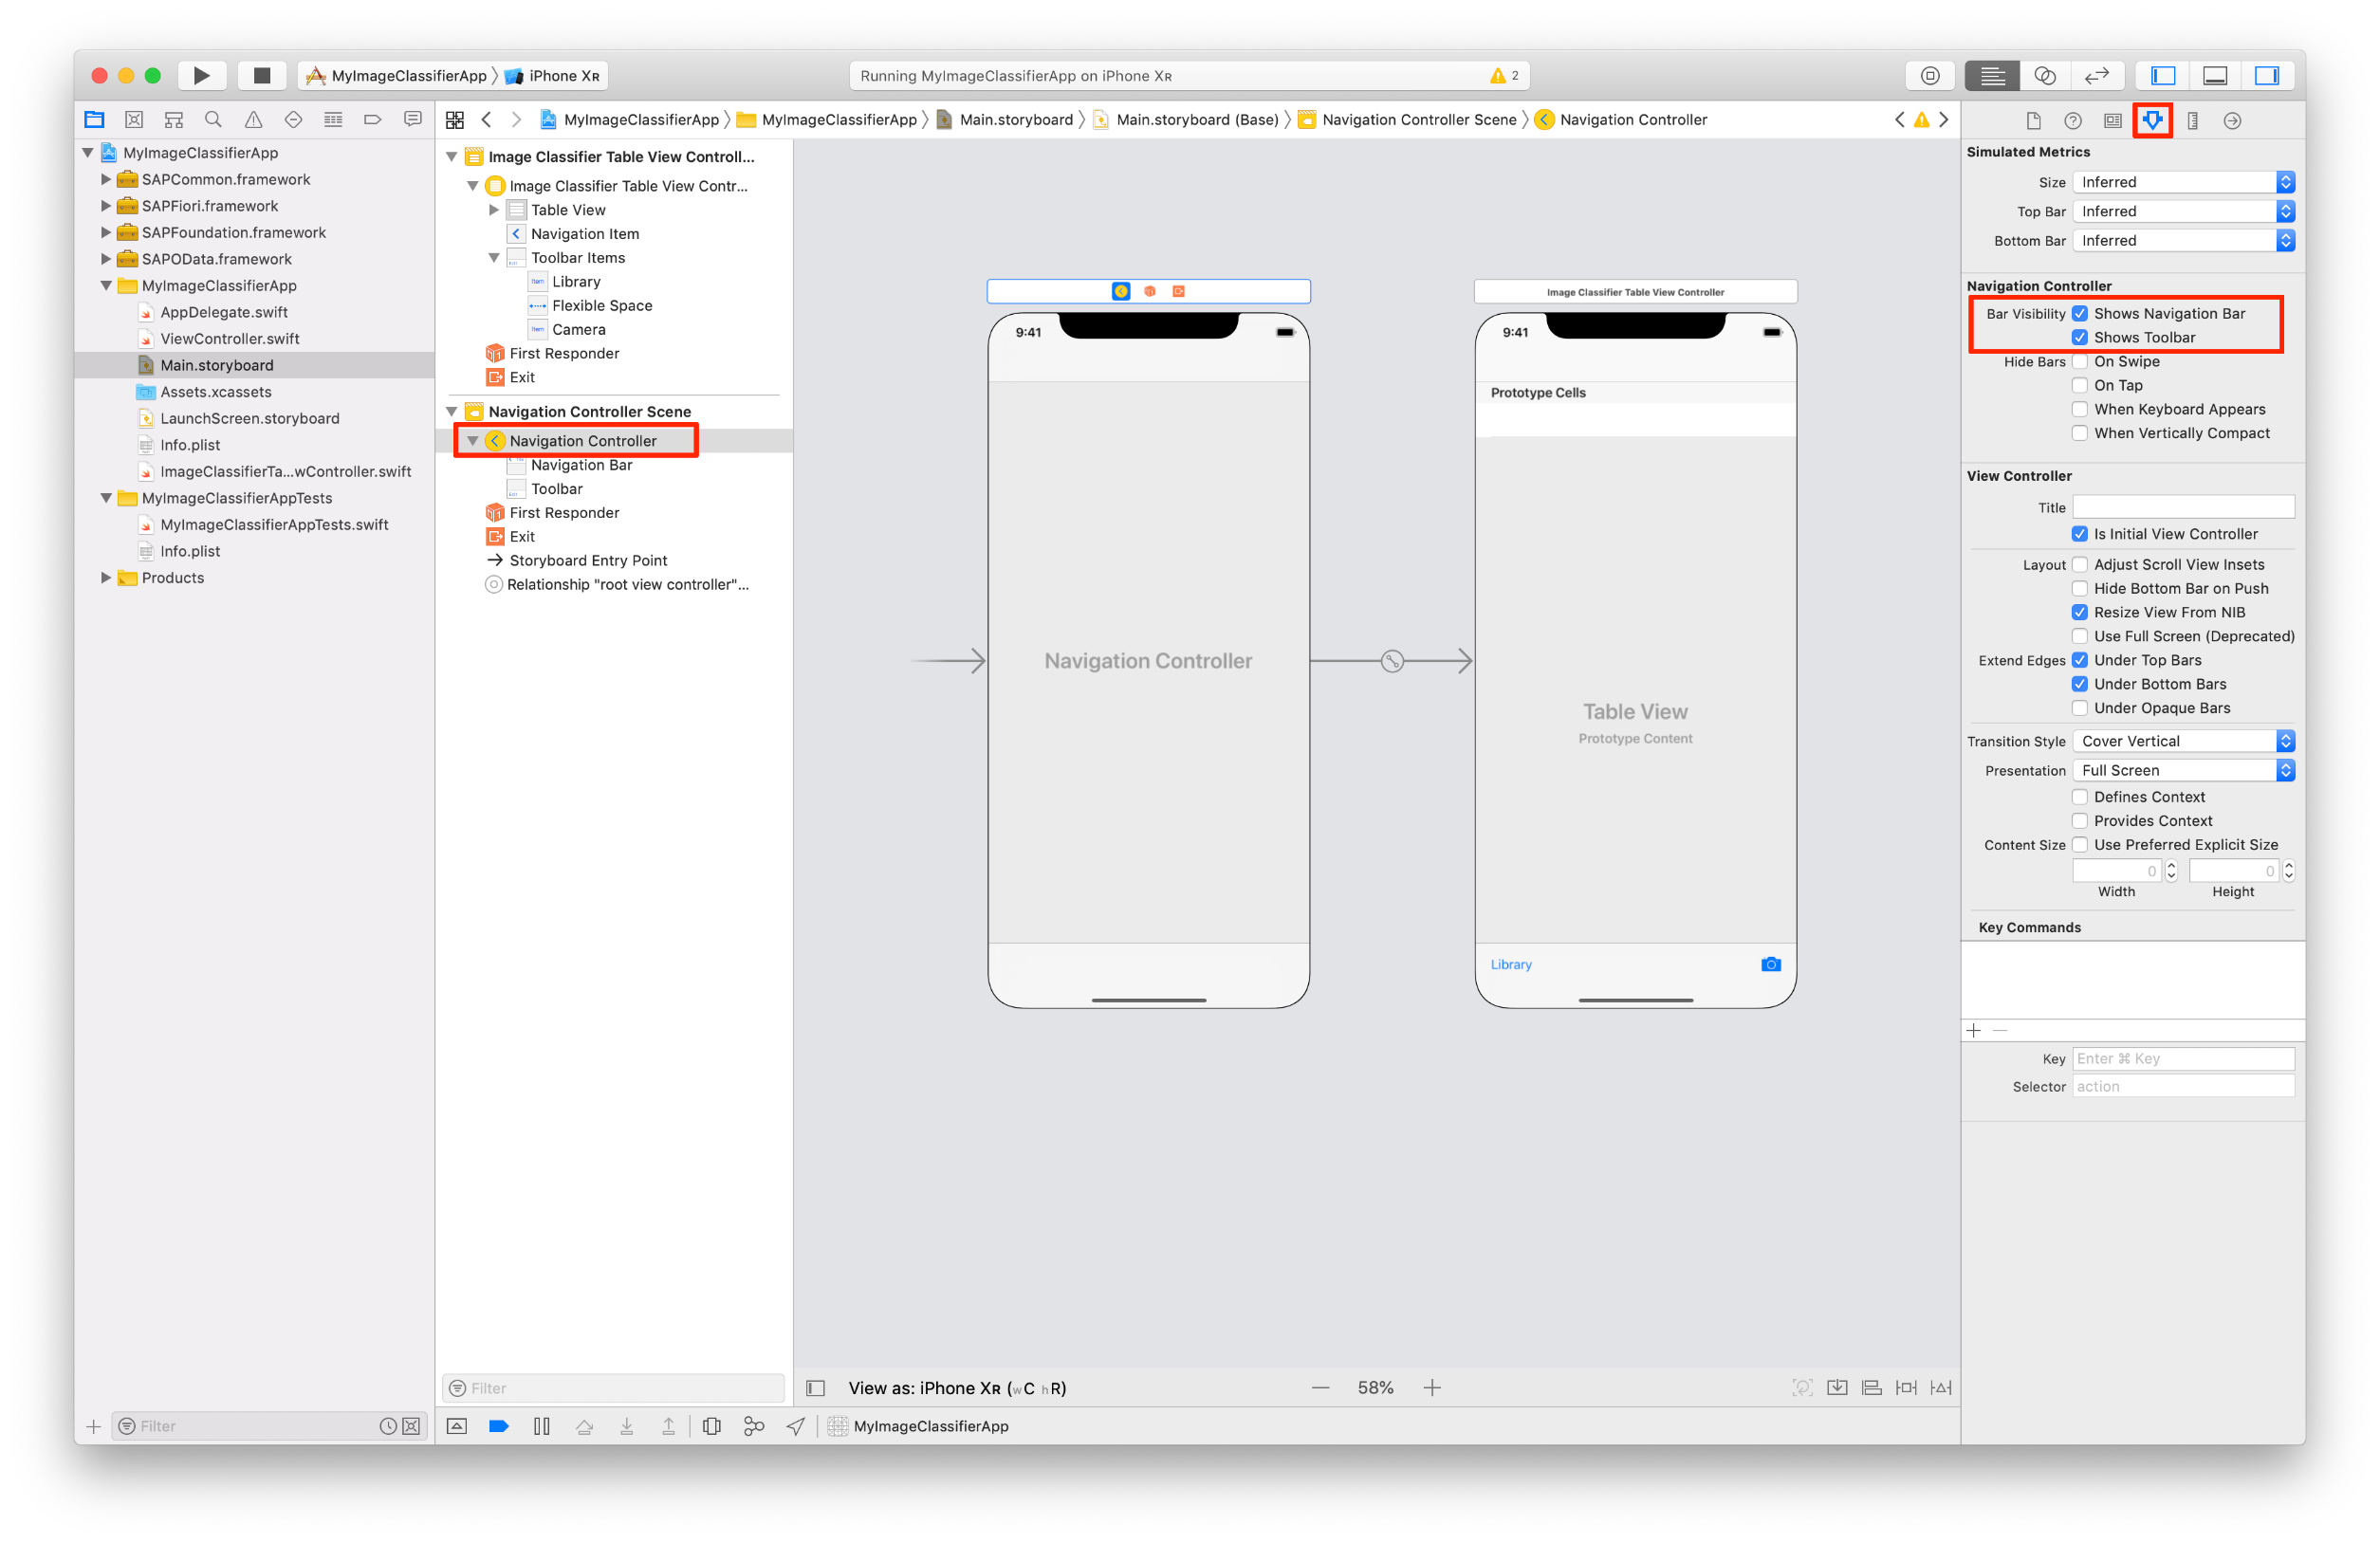 MyImageClassifierApp 〉 iPhone Xʀ
Running MyImageClassifierApp on iPhone Xʀ
2
MyImageClassifierApp 〉 MyImageClassifierApp 〉 Main.storyboard 〉 Main.storyboard (Base) 〉 Navigation Controller Scene 〉 Navigation Controller
MyImageClassifierApp
SAPCommon.framework
SAPFiori.framework
SAPFoundation.framework
SAPOData.framework
MyImageClassifierApp
AppDelegate.swift
ViewController.swift
Main.storyboard
Assets.xcassets
LaunchScreen.storyboard
Info.plist
ImageClassifierTa...wController.swift
MyImageClassifierAppTests
MyImageClassifierAppTests.swift
Info.plist
Products
Filter
Image Classifier Table View Controll...
Image Classifier Table View Contr...
Table View
Navigation Item
Toolbar Items
Library
Flexible Space
Camera
First Responder
Exit
Navigation Controller Scene
Navigation Controller
Navigation Bar
Toolbar
First Responder
Exit
Storyboard Entry Point
Relationship "root view controller"...
Filter
9:41
Navigation Controller
Image Classifier Table View Controller
9:41
Prototype Cells
Table View
Prototype Content
Library
View as: iPhone Xʀ (wC hR)
58%
MyImageClassifierApp
Simulated Metrics
Size Inferred
Top Bar Inferred
Bottom Bar Inferred
Navigation Controller
Bar Visibility Shows Navigation Bar
Shows Toolbar
Hide Bars On Swipe
On Tap
When Keyboard Appears
When Vertically Compact
View Controller
Title
Is Initial View Controller
Layout Adjust Scroll View Insets
Hide Bottom Bar on Push
Resize View From NIB
Use Full Screen (Deprecated)
Extend Edges Under Top Bars
Under Bottom Bars
Under Opaque Bars
Transition Style Cover Vertical
Presentation Full Screen
Defines Context
Provides Context
Content Size Use Preferred Explicit Size
0 0
Width Height
Key Commands
Key Enter ⌘ Key
Selector action